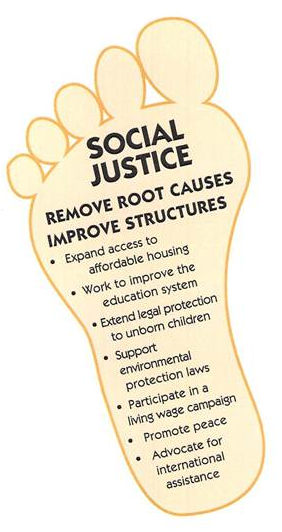 SOCIAL
JUSTICE
REMOVE ROOT CAUSES
IMPROVE STRUCTURES
• Expand access to
affordable housing
• Work to improve the
education system
• Extend legal protection
to unborn children
• Support
environmental
protection laws
• Participate in a
living wage campaign
• Promote peace
• Advocate for
international
assistance